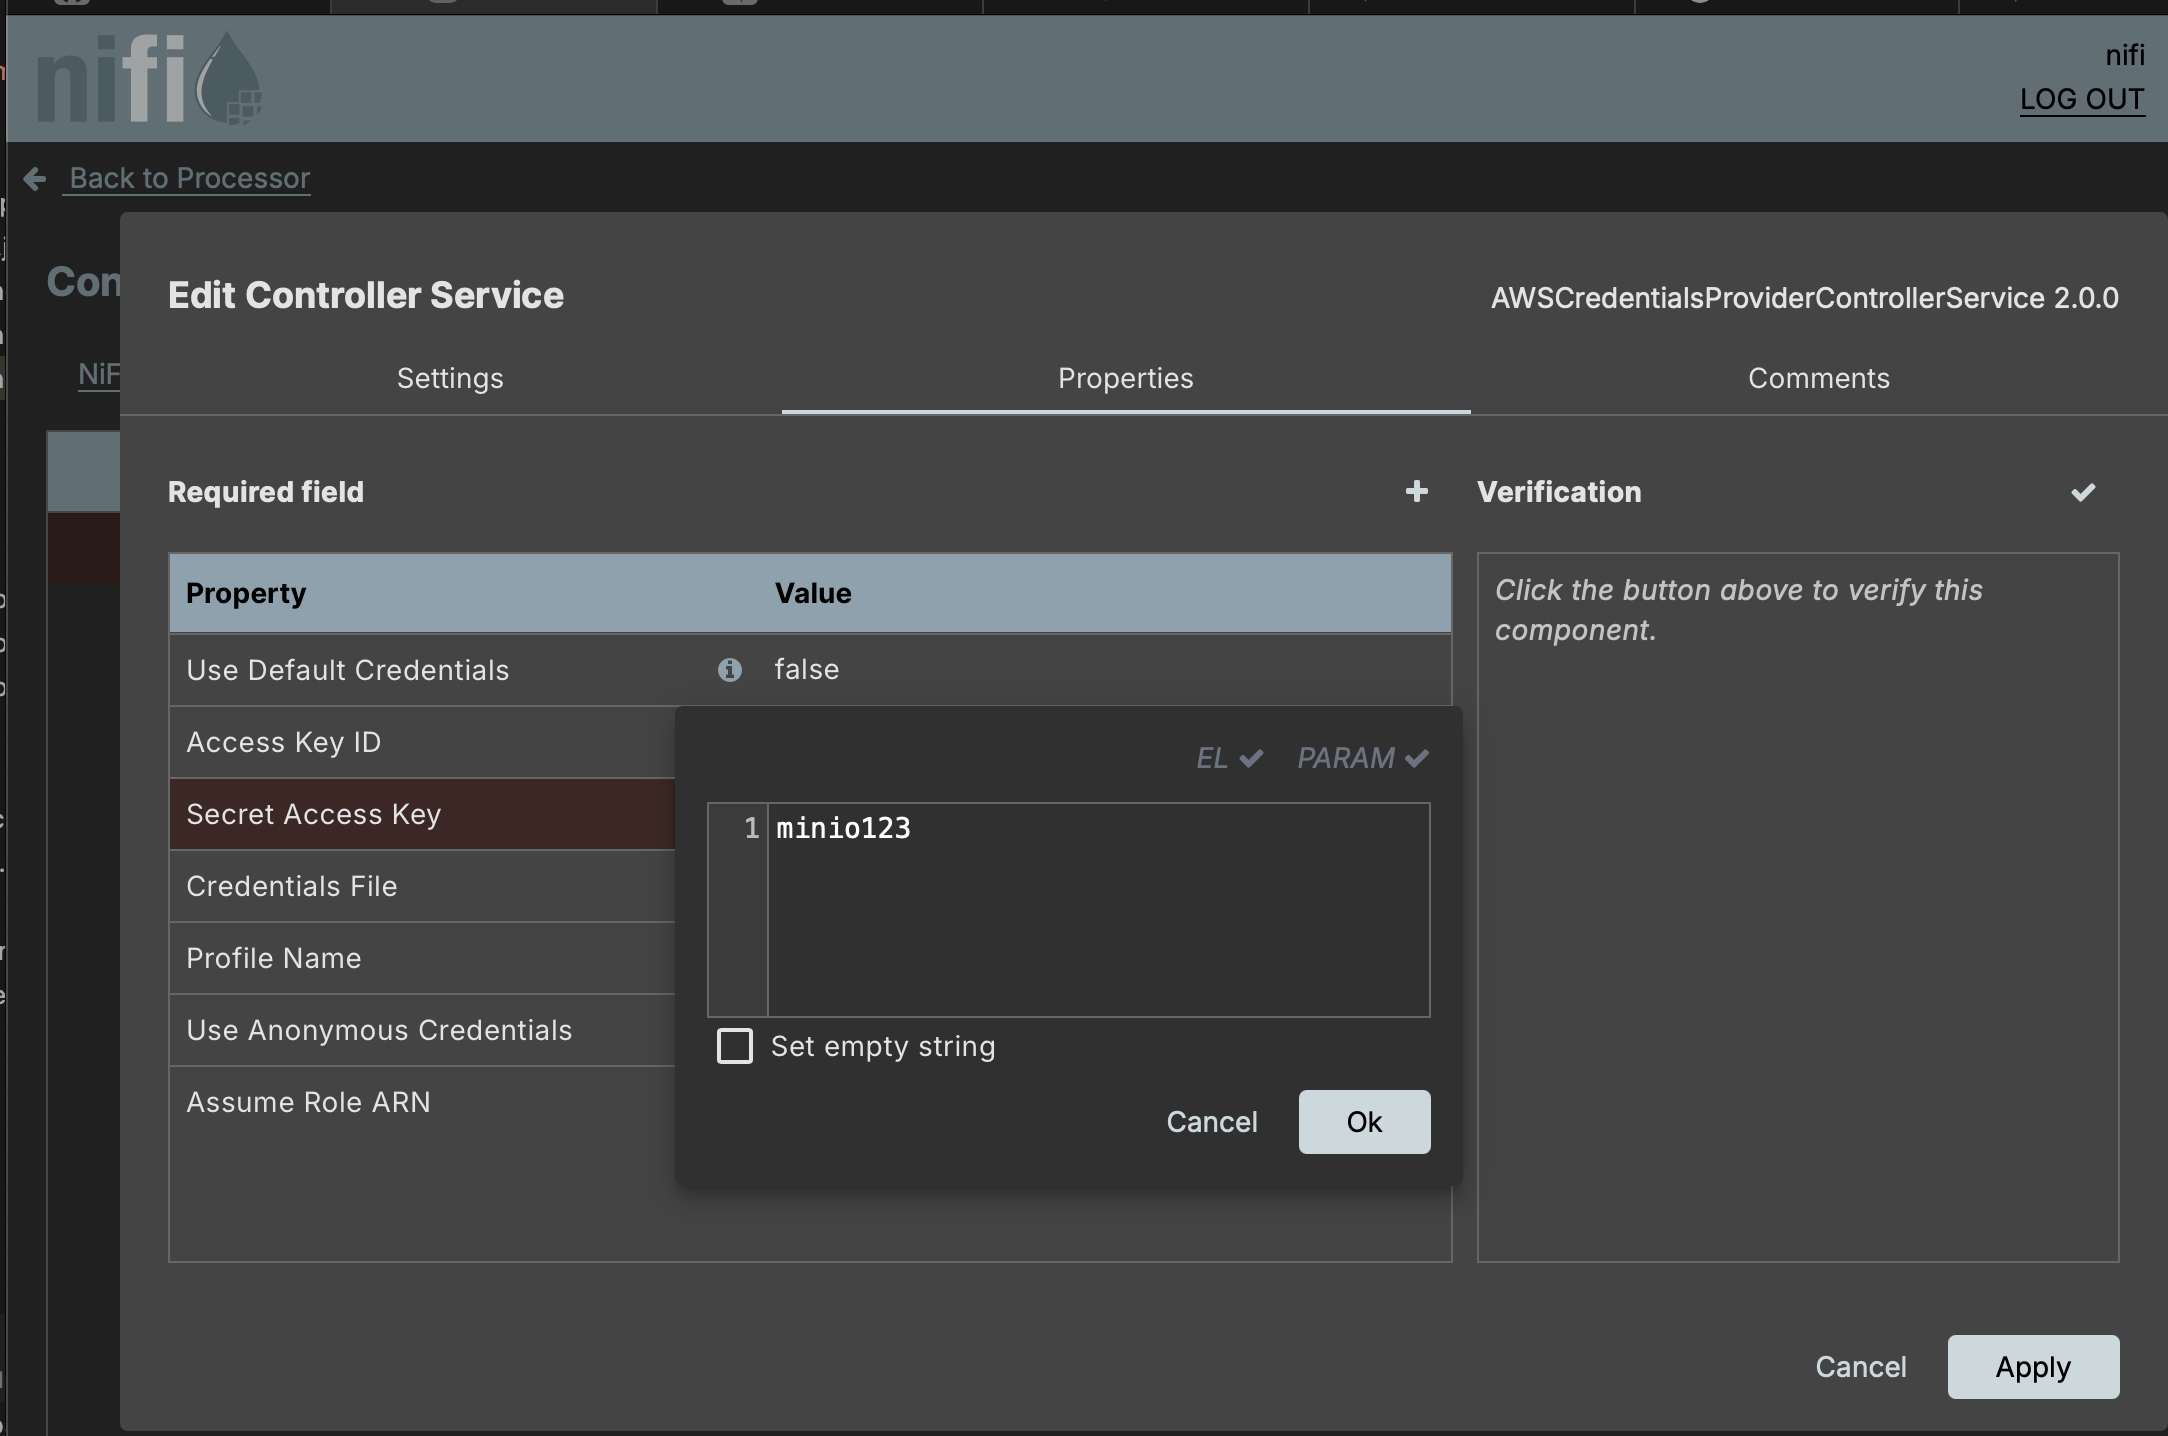 nifi
nifi
LOG OUT
Back to Processor
Con
Edit Controller Service
AWSCredentialsProviderControllerService 2.0.0
NiF
Settings
Properties
Comments
Required field
Verification
Property Value
Click the button above to verify this
component.
Use Default Credentials false
Access Key ID
EL PARAM
Secret Access Key
1 minio123
Credentials File
Profile Name
Use Anonymous Credentials
Set empty string
Assume Role ARN
Cancel Ok
Cancel Apply